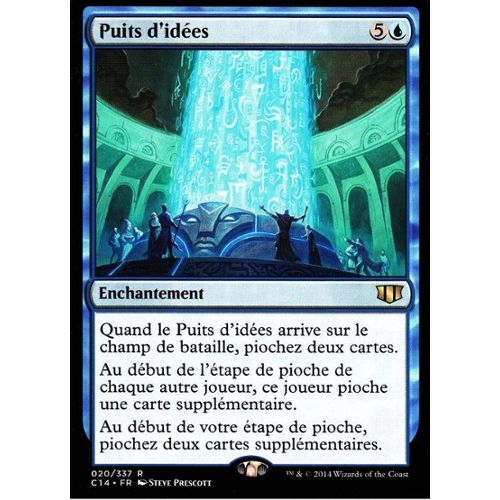 Puits d'idées 5
Enchantement
Quand le Puits d'idées arrive sur le
champ de bataille, piochez deux cartes.
Au début de l'étape de pioche de
chaque autre joueur, ce joueur pioche
une carte supplémentaire.
Au début de votre étape de pioche,
piochez deux cartes supplémentaires.
020/337 R
C14 • FR Steve Prescott
™ & © 2014 Wizards of the Coast